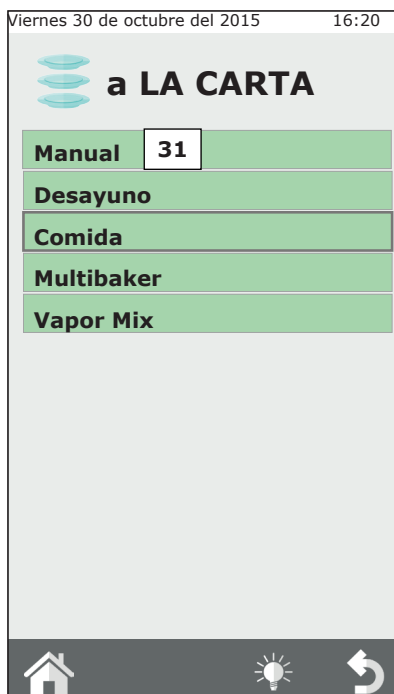 Viernes 30 de octubre del 2015 16:20
a LA CARTA
Manual 31
Desayuno
Comida
Multibaker
Vapor Mix